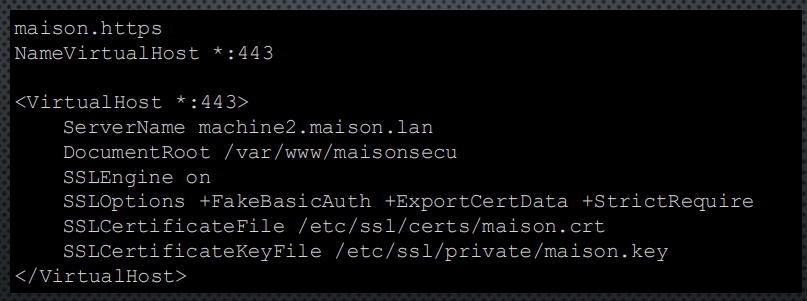 maison.https
NameVirtualHost *:443
<VirtualHost *:443>
ServerName machine2.maison.lan
DocumentRoot /var/www/maisonsecu
SSLEngine on
SSLOptions +FakeBasicAuth +ExportCertData +StrictRequire
SSLCertificateFile /etc/ssl/certs/maison.crt
SSLCertificateKeyFile /etc/ssl/private/maison.key
</VirtualHost>